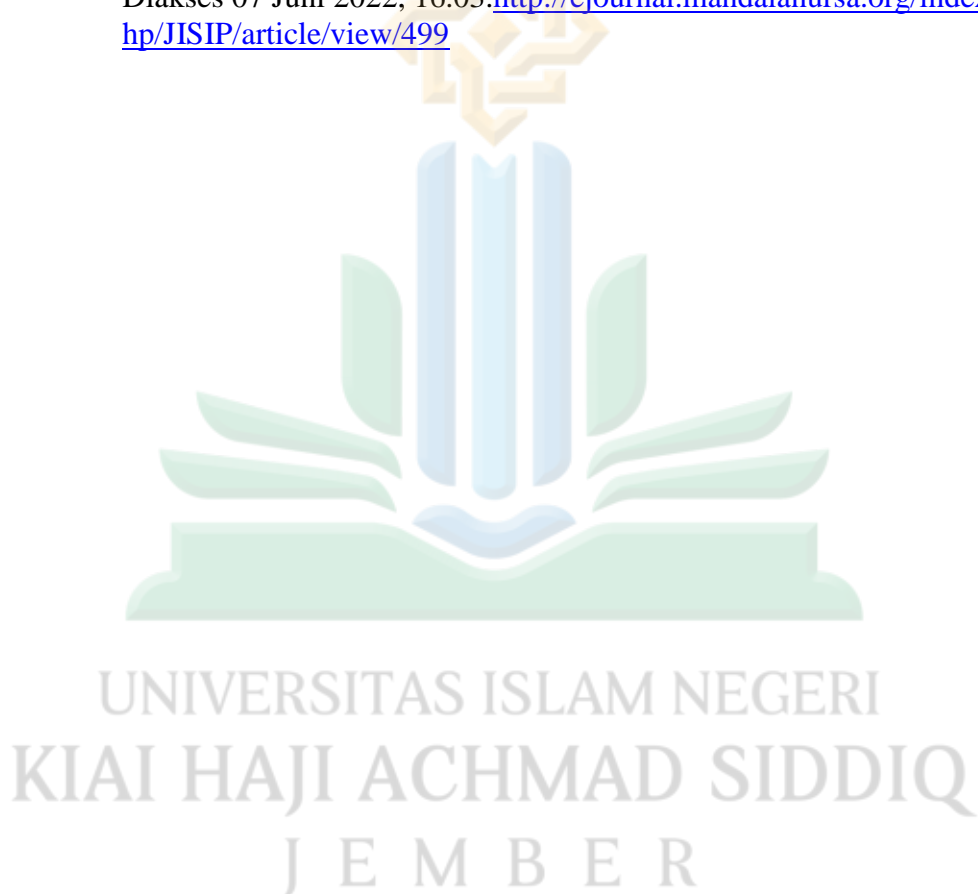 Diakses 07 Juni 2022, 16.05.http://ejournal.mandalanursa.org/index
hp/JISIP/article/view/499
UNIVERSITAS ISLAM NEGERI
KIAI HAJI ACHMAD SIDDIQ
J E M B E R